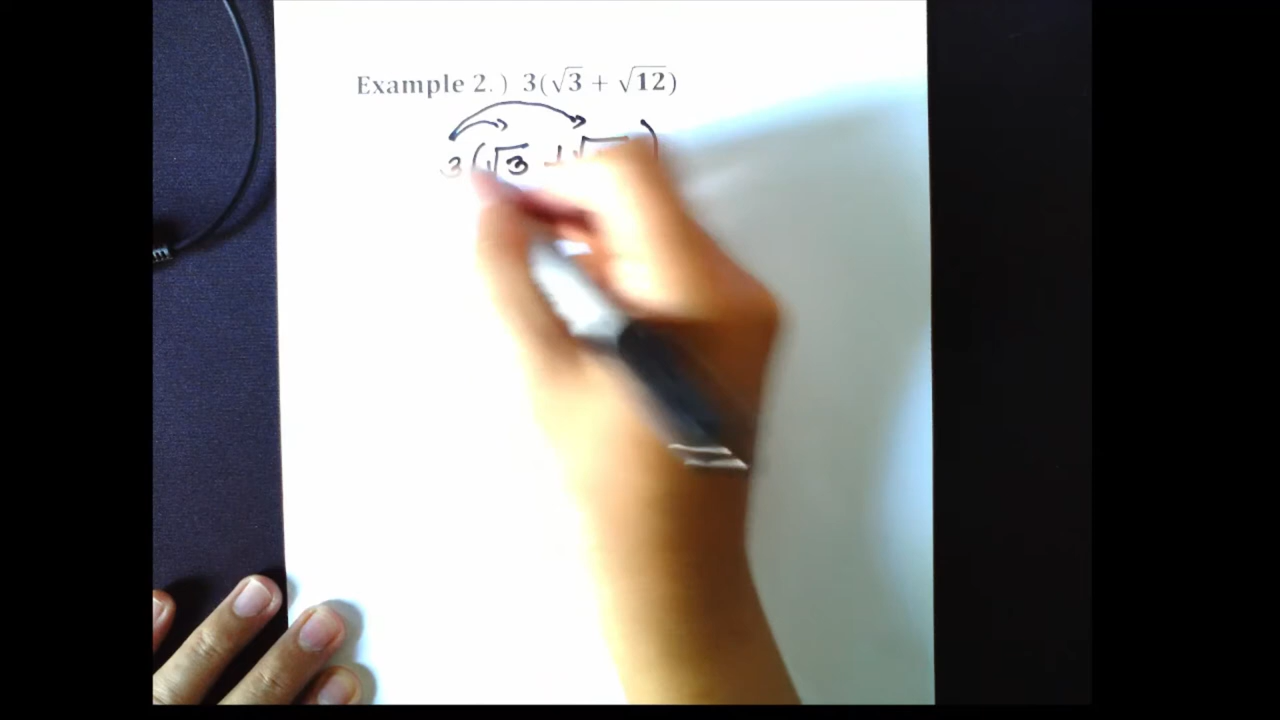 Example 2.) 3(√3 + √12)
3(√3 + √ )